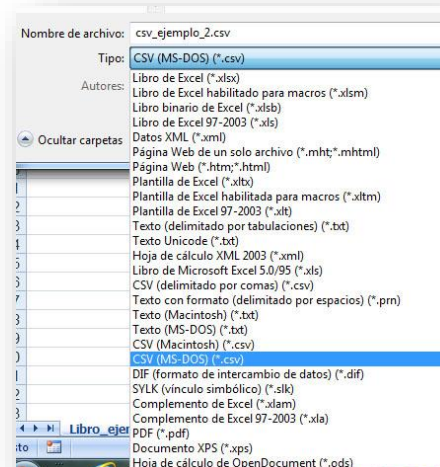 Nombre de archivo: csv_ejemplo_2.csv
Tipo: CSV (MS-DOS) (*.csv)
Autores:
Libro de Excel (*.xlsx)
Libro de Excel habilitado para macros (*.xlsm)
Libro binario de Excel (*.xlsb)
Libro de Excel 97-2003 (*.xls)
Ocultar carpetas
Datos XML (*.xml)
Página Web de un solo archivo (*.mht;*.mhtml)
Página Web (*.htm;*.html)
Plantilla de Excel (*.xltx)
Plantilla de Excel habilitada para macros (*.xltm)
Plantilla de Excel 97-2003 (*.xlt)
Texto (delimitado por tabulaciones) (*.txt)
Texto Unicode (*.txt)
Hoja de cálculo XML 2003 (*.xml)
Libro de Microsoft Excel 5.0/95 (*.xls)
CSV (delimitado por comas) (*.csv)
Texto con formato (delimitado por espacios) (*.prn)
Texto (Macintosh) (*.txt)
Texto (MS-DOS) (*.txt)
CSV (Macintosh) (*.csv)
CSV (MS-DOS) (*.csv)
DIF (formato de intercambio de datos) (*.dif)
SYLK (vínculo simbólico) (*.slk)
Complemento de Excel (*.xlam)
Complemento de Excel 97-2003 (*.xla)
PDF (*.pdf)
Documento XPS (*.xps)
Hoja de cálculo de OpenDocument (*.ods)
Libro_ejer